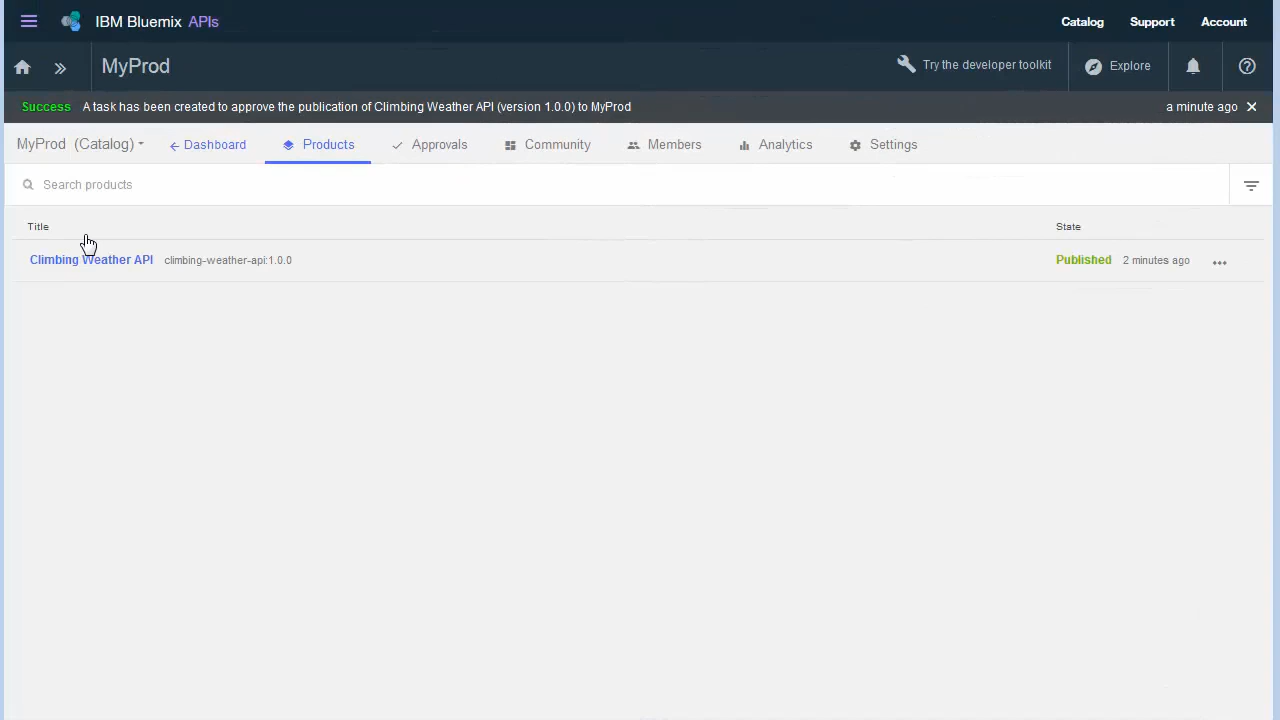 IBM Bluemix APIs Catalog Support Account
MyProd Try the developer toolkit Explore
Success A task has been created to approve the publication of Climbing Weather API (version 1.0.0) to MyProd a minute ago
MyProd (Catalog) Dashboard Products Approvals Community Members Analytics Settings
Search products
Title State
Climbing Weather API climbing-weather-api:1.0.0 Published 2 minutes ago